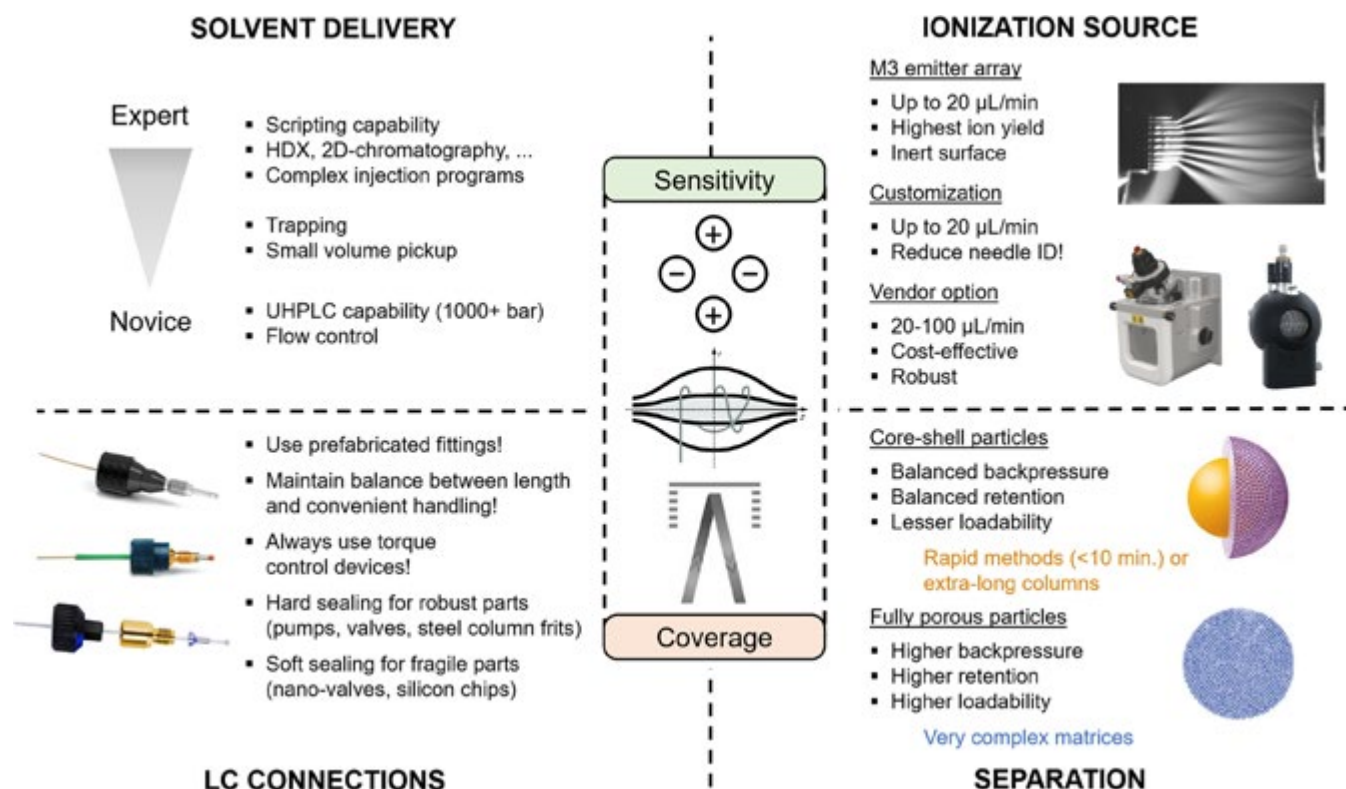 SOLVENT DELIVERY
Expert
Novice
▪ Scripting capability
▪ HDX, 2D-chromatography, ...
▪ Complex injection programs
▪ Trapping
▪ Small volume pickup
▪ UHPLC capability (1000+ bar)
▪ Flow control
IONIZATION SOURCE
M3 emitter array
▪ Up to 20 µL/min
▪ Highest ion yield
▪ Inert surface
Customization
▪ Up to 20 µL/min
▪ Reduce needle ID!
Vendor option
▪ 20-100 µL/min
▪ Cost-effective
▪ Robust
Sensitivity
+
− −
+
Coverage
▪ Use prefabricated fittings!
▪ Maintain balance between length
and convenient handling!
▪ Always use torque
control devices!
▪ Hard sealing for robust parts
(pumps, valves, steel column frits)
▪ Soft sealing for fragile parts
(nano-valves, silicon chips)
LC CONNECTIONS
Core-shell particles
▪ Balanced backpressure
▪ Balanced retention
▪ Lesser loadability
Rapid methods (<10 min.) or
extra-long columns
Fully porous particles
▪ Higher backpressure
▪ Higher retention
▪ Higher loadability
Very complex matrices
SEPARATION